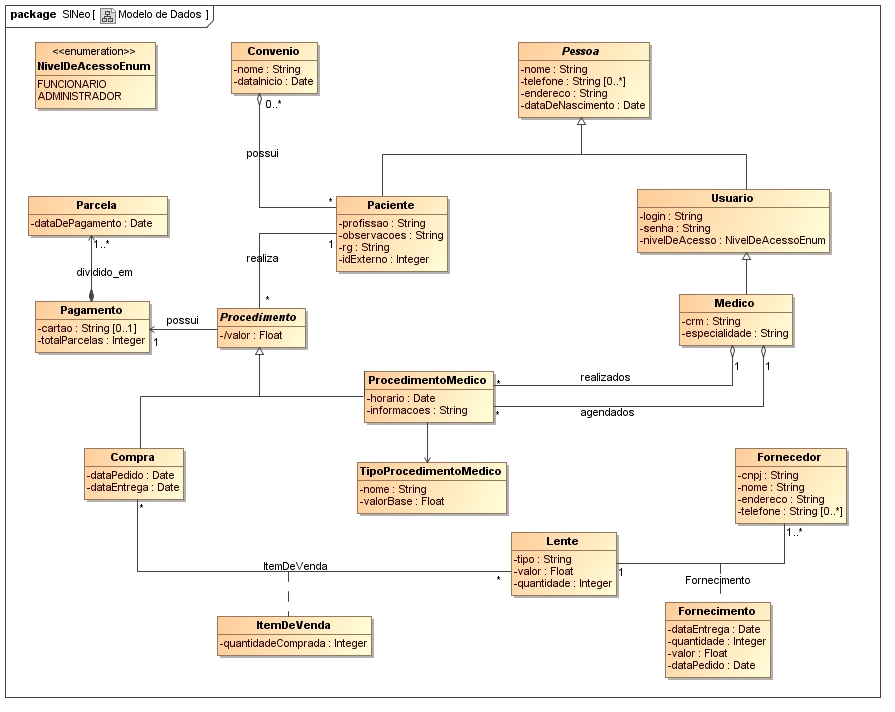 package SINeo [ Modelo de Dados ]
<<enumeration>>
NivelDeAcessoEnum
FUNCIONARIO
ADMINISTRADOR
Convenio
-nome : String
-dataInicio : Date
0..*
possui
*
Pessoa
-nome : String
-telefone : String [0..*]
-endereco : String
-dataDeNascimento : Date
Parcela
-dataDePagamento : Date
1..*
dividido_em
Paciente
-profissao : String
-observacoes : String
-rg : String
-idExterno : Integer
1
realiza
*
Usuario
-login : String
-senha : String
-nivelDeAcesso : NivelDeAcessoEnum
Pagamento
-cartao : String [0..1]
-totalParcelas : Integer
possui
1
Procedimento
-/valor : Float
Medico
-crm : String
-especialidade : String
1
1
realizados
*
agendados
*
ProcedimentoMedico
-horario : Date
-informacoes : String
Compra
-dataPedido : Date
-dataEntrega : Date
*
TipoProcedimentoMedico
-nome : String
-valorBase : Float
Fornecedor
-cnpj : String
-nome : String
-endereco : String
-telefone : String [0..*]
1..*
Lente
-tipo : String
-valor : Float
-quantidade : Integer
1
*
ItemDeVenda
Fornecimento
ItemDeVenda
-quantidadeComprada : Integer
Fornecimento
-dataEntrega : Date
-quantidade : Integer
-valor : Float
-dataPedido : Date